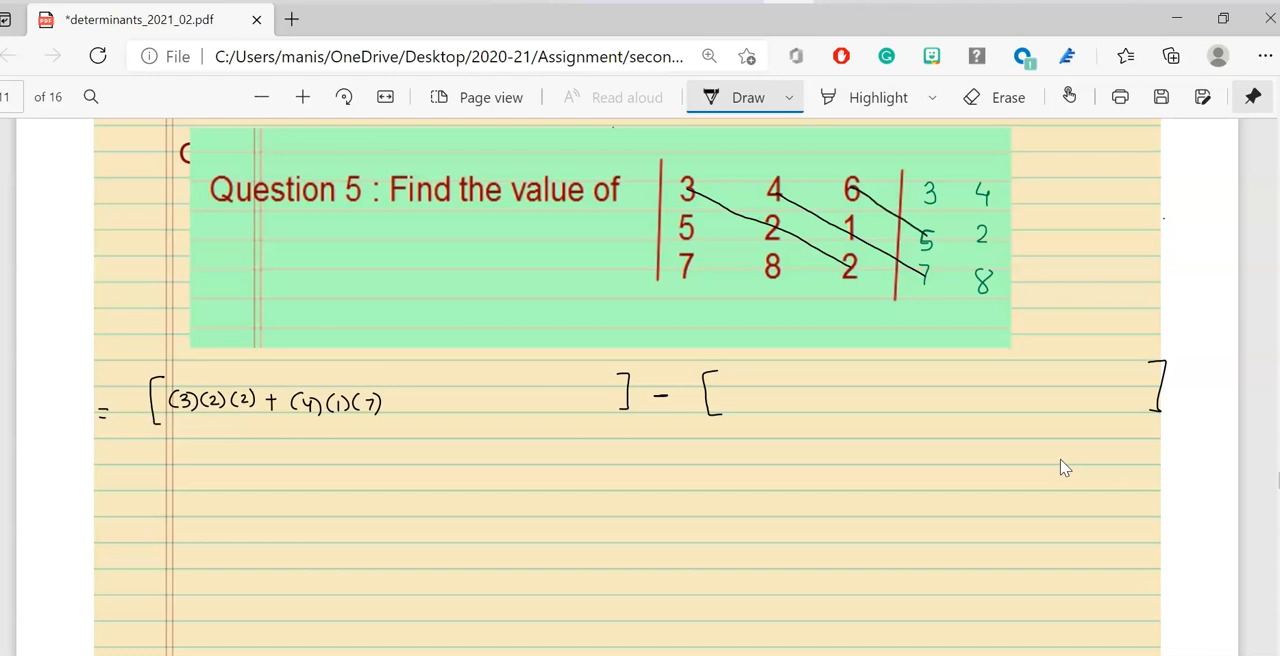 *determinants_2021_02.pdf
File C:/Users/manis/OneDrive/Desktop/2020-21/Assignment/secon...
11 of 16 Page view Read aloud Draw Highlight Erase
Question 5 : Find the value of
3 4 6 3 4
5 2 1 5 2
7 8 2 7 8
= [(3)(2)(2) + (4)(1)(7) ] - [ ]